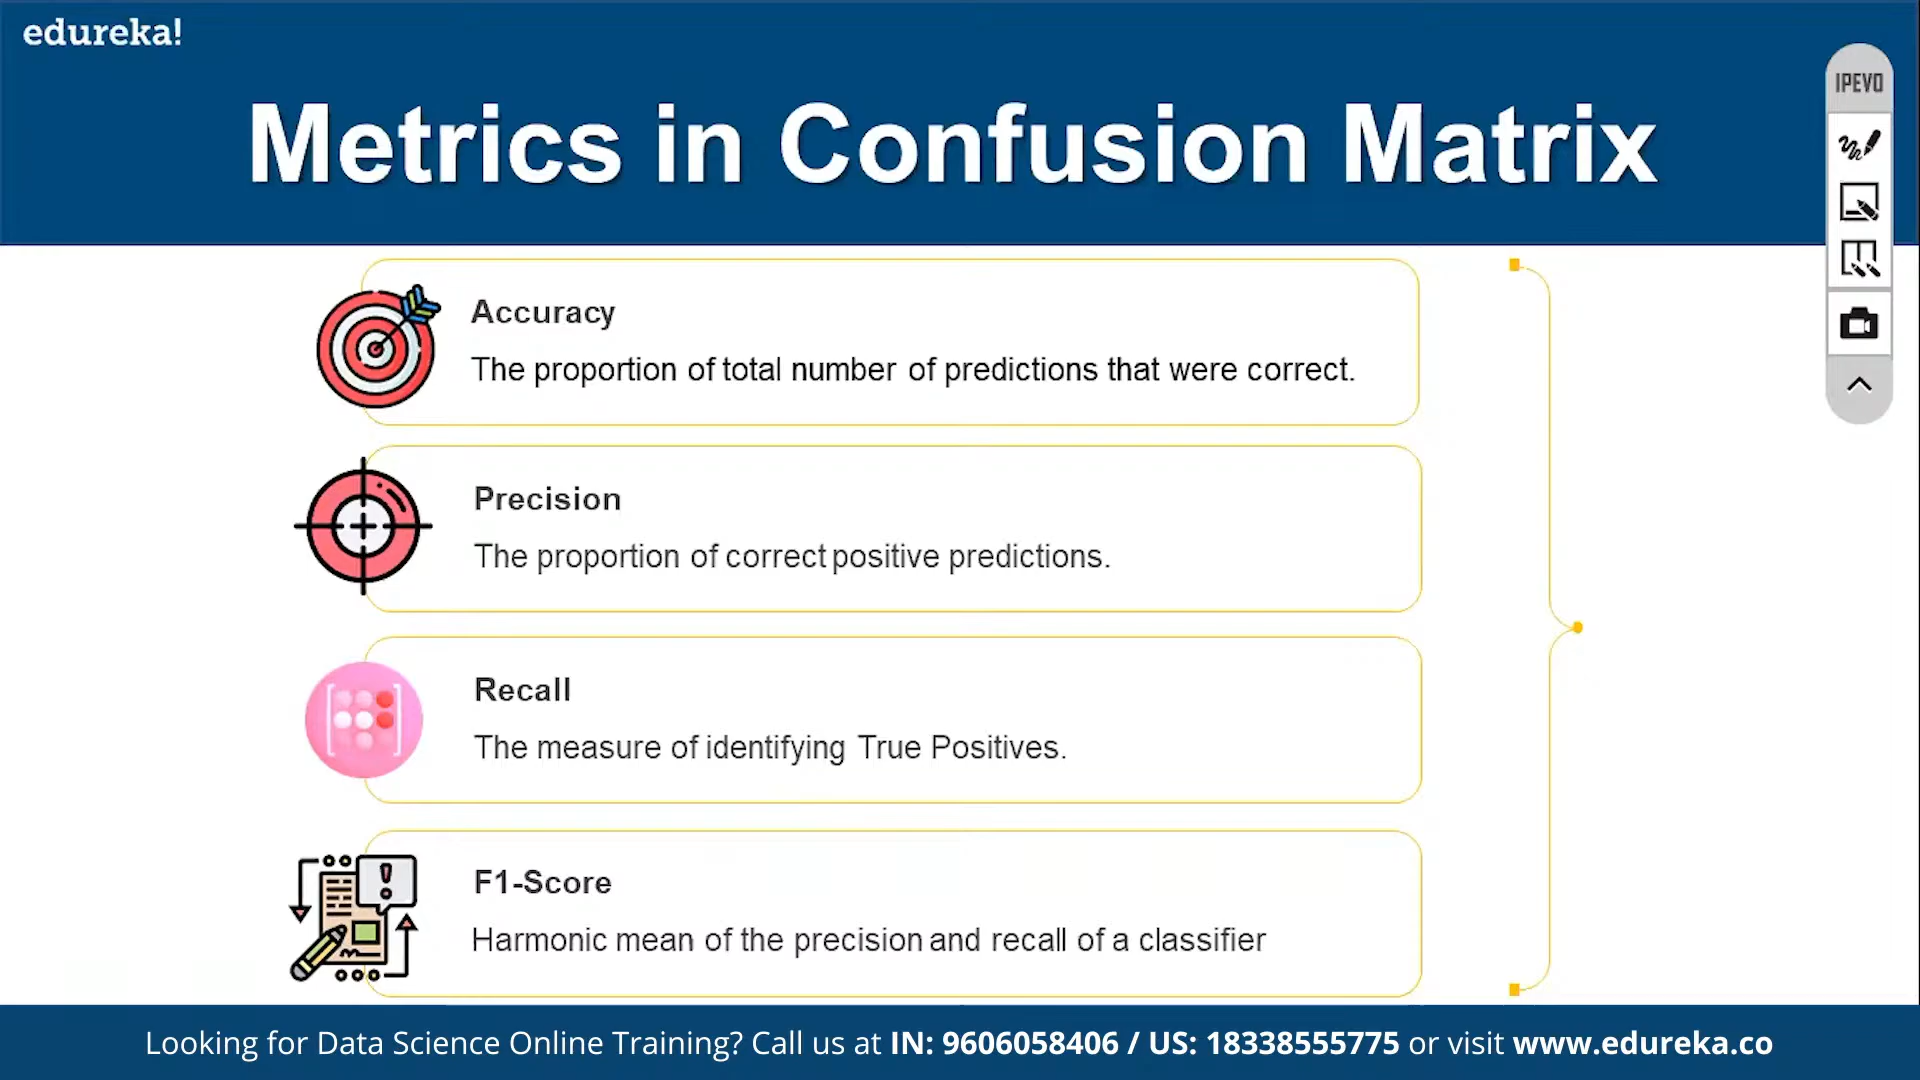 edureka!
IPEVO
Metrics in Confusion Matrix
Accuracy
The proportion of total number of predictions that were correct.
Precision
The proportion of correct positive predictions.
Recall
The measure of identifying True Positives.
F1-Score
Harmonic mean of the precision and recall of a classifier
Looking for Data Science Online Training? Call us at IN: 9606058406 / US: 18338555775 or visit www.edureka.co